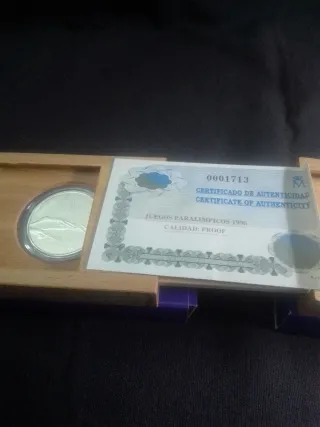 0001713
CERTIFICADO DE AUTENTICIDAD
CERTIFICATE OF AUTHENTICITY
JUEGOS PARALIMPICOS 1996
CALIDAD: PROOF